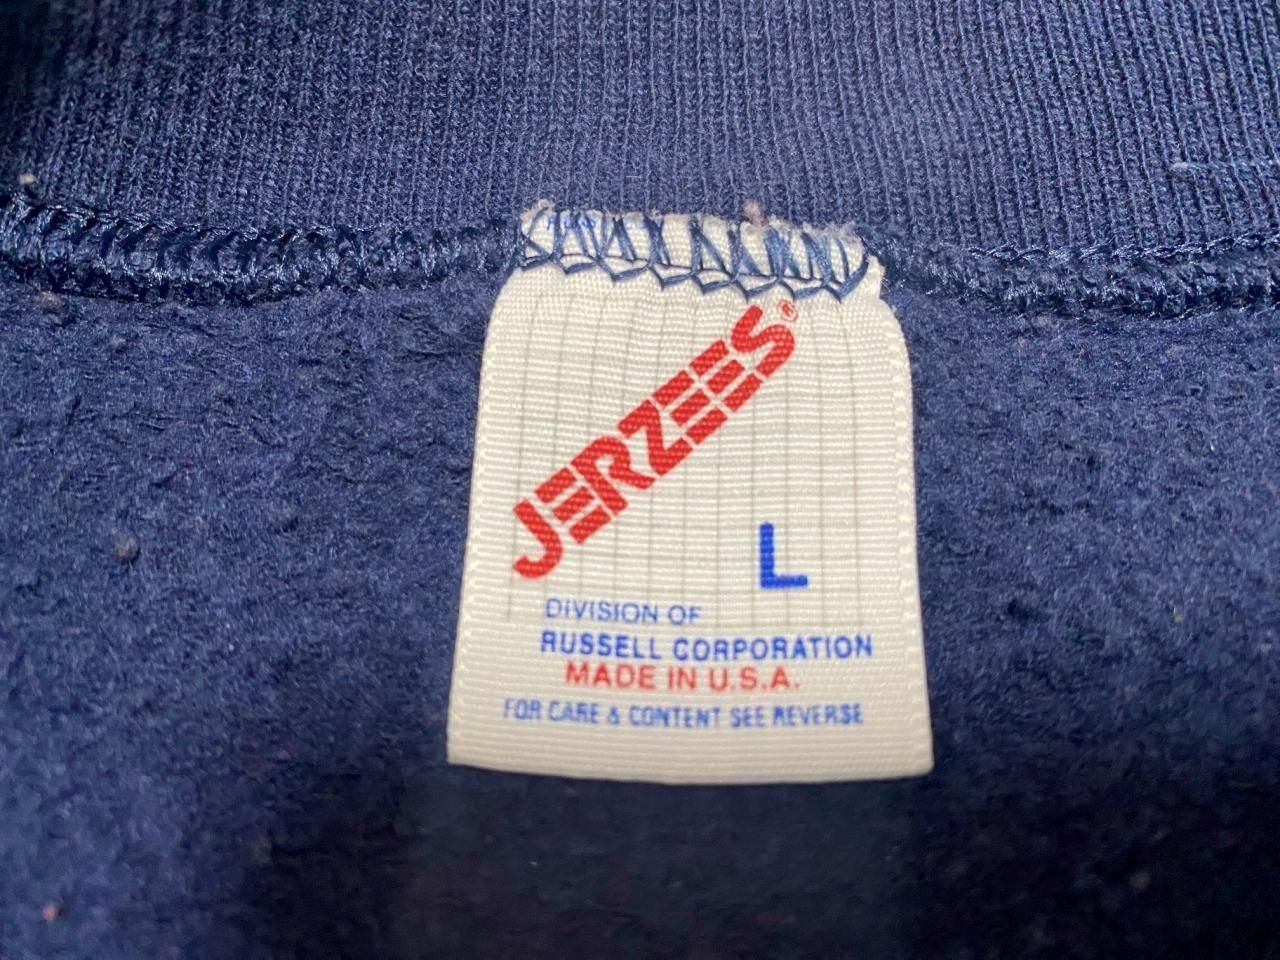 JERZEES®
L
DIVISION OF
RUSSELL CORPORATION
MADE IN U.S.A.
FOR CARE & CONTENT SEE REVERSE